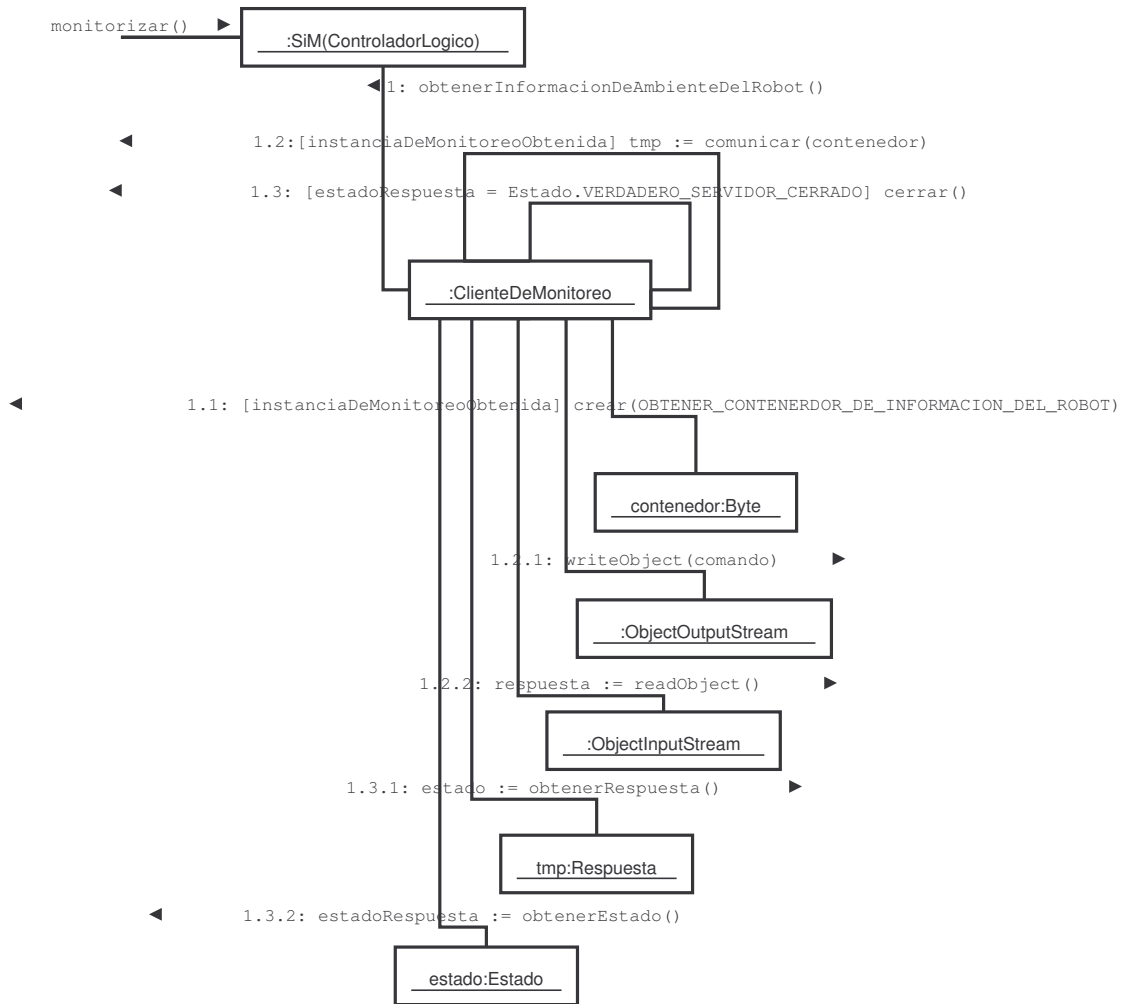 monitorizar()
:SiM(ControladorLogico)
1: obtenerInformacionDeAmbienteDelRobot()
1.2:[instanciaDeMonitoreoObtenida] tmp := comunicar(contenedor)
1.3: [estadoRespuesta = Estado.VERDADERO_SERVIDOR_CERRADO] cerrar()
:ClienteDeMonitoreo
1.1: [instanciaDeMonitoreoObtenida] crear(OBTENER_CONTENERDOR_DE_INFORMACION_DEL_ROBOT)
contenedor:Byte
1.2.1: writeObject(comando)
:ObjectOutputStream
1.2.2: respuesta := readObject()
:ObjectInputStream
1.3.1: estado := obtenerRespuesta()
tmp:Respuesta
1.3.2: estadoRespuesta := obtenerEstado()
estado:Estado